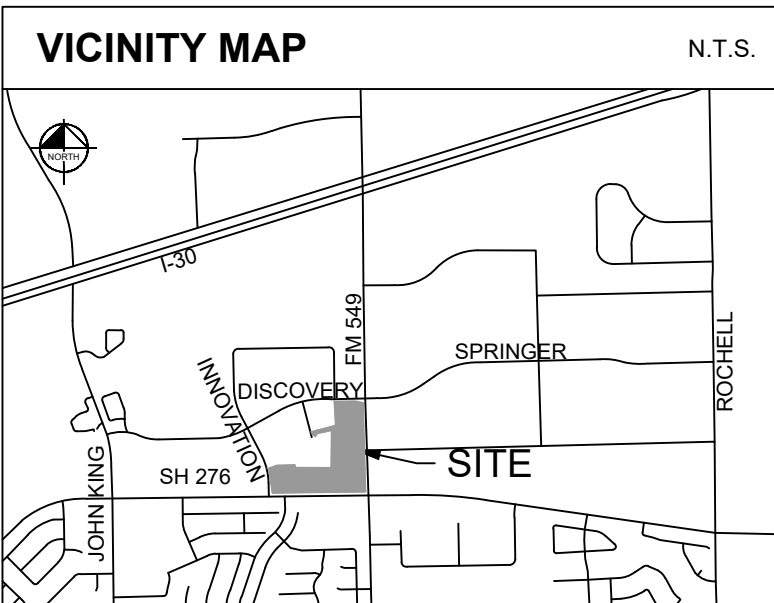 VICINITY MAP
N.T.S.
NORTH
I-30
FM 549
SPRINGER
ROCHELL
INNOVATION
DISCOVERY
JOHN KING
SH 276
SITE